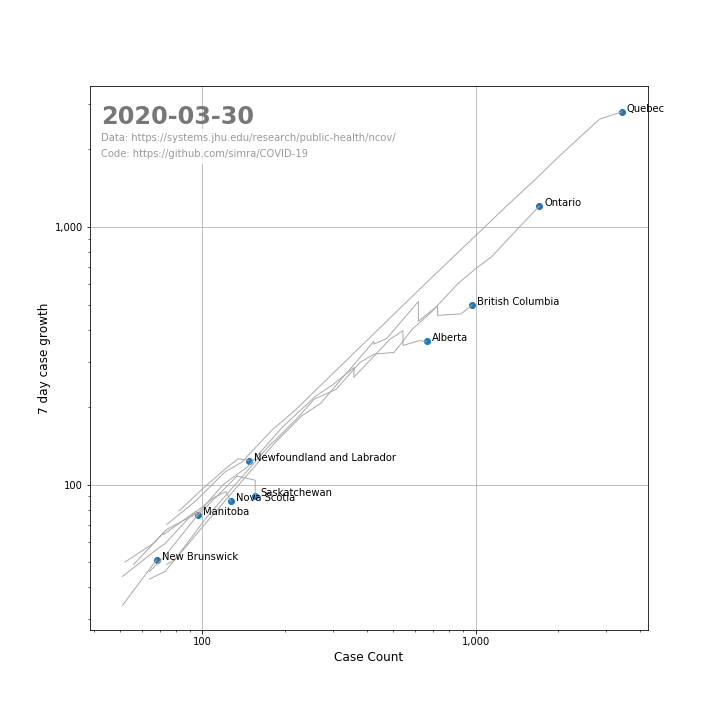 2020-03-30
Data: https://systems.jhu.edu/research/public-health/ncov/
Code: https://github.com/simra/COVID-19
Quebec
Ontario
British Columbia
Alberta
Newfoundland and Labrador
Saskatchewan
Nova Scotia
Manitoba
New Brunswick
1,000
100
7 day case growth
100
1,000
Case Count